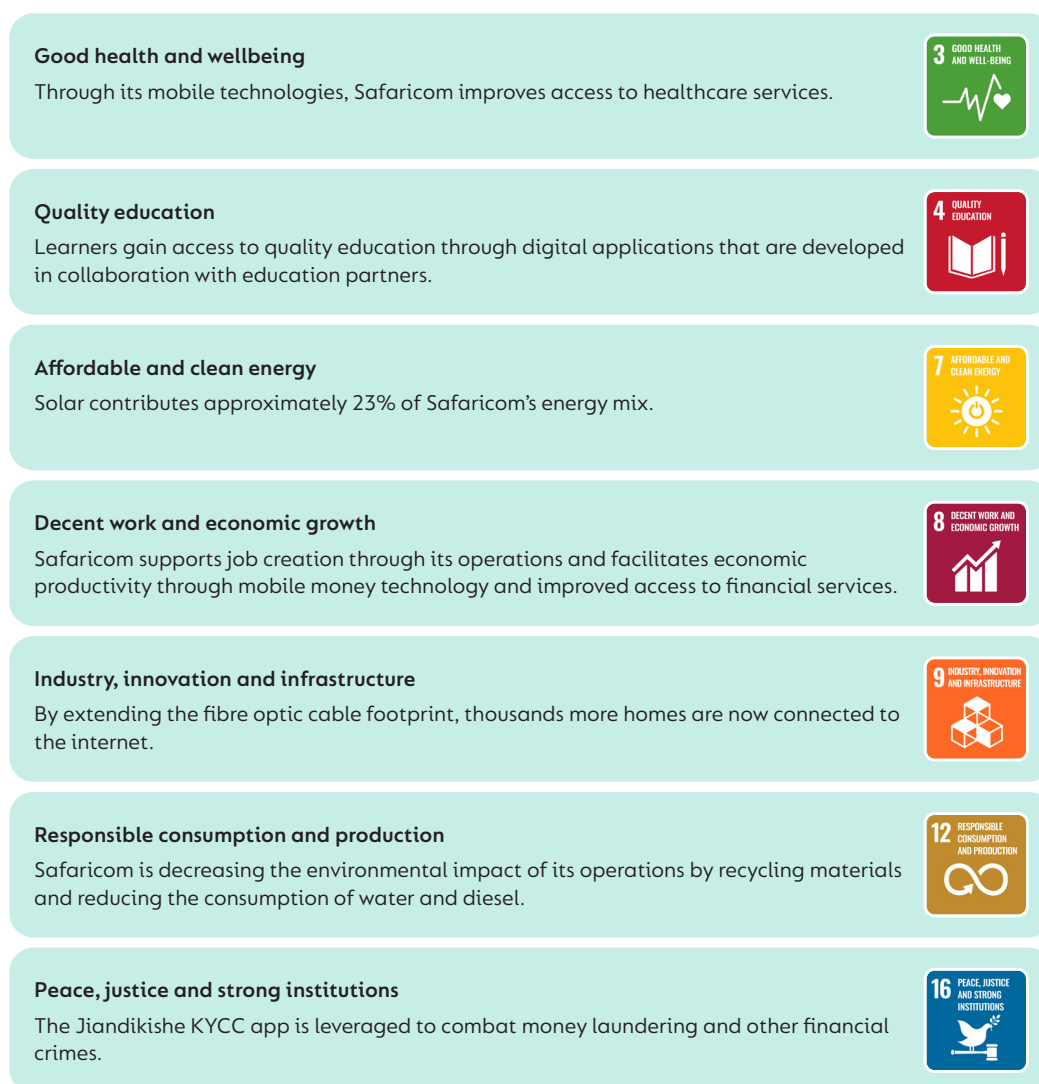 Good health and wellbeing
Through its mobile technologies, Safaricom improves access to healthcare services.
3 GOOD HEALTH
AND WELL-BEING
Quality education
Learners gain access to quality education through digital applications that are developed
in collaboration with education partners.
4 QUALITY
EDUCATION
Affordable and clean energy
Solar contributes approximately 23% of Safaricom’s energy mix.
7 AFFORDABLE AND
CLEAN ENERGY
Decent work and economic growth
Safaricom supports job creation through its operations and facilitates economic
productivity through mobile money technology and improved access to financial services.
8 DECENT WORK AND
ECONOMIC GROWTH
Industry, innovation and infrastructure
By extending the fibre optic cable footprint, thousands more homes are now connected to
the internet.
9 INDUSTRY, INNOVATION
AND INFRASTRUCTURE
Responsible consumption and production
Safaricom is decreasing the environmental impact of its operations by recycling materials
and reducing the consumption of water and diesel.
12 RESPONSIBLE
CONSUMPTION
AND PRODUCTION
Peace, justice and strong institutions
The Jiandikishe KYCC app is leveraged to combat money laundering and other financial
crimes.
16 PEACE, JUSTICE
AND STRONG
INSTITUTIONS